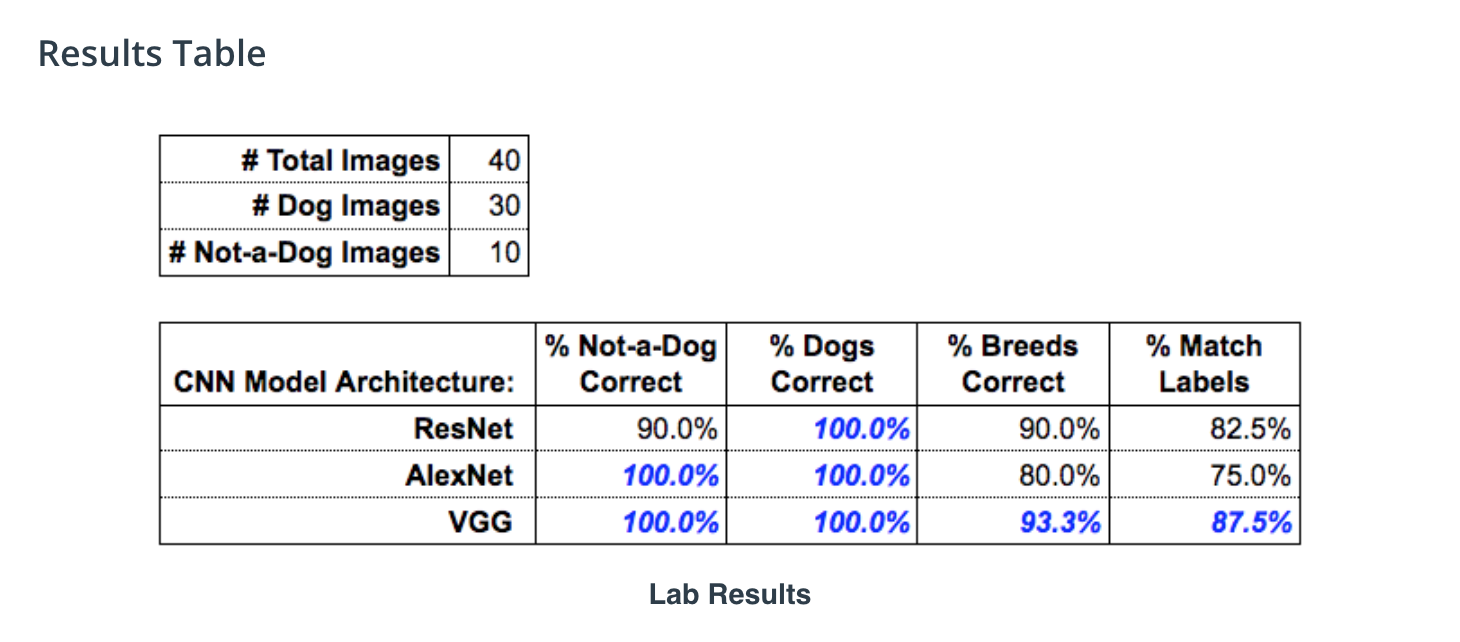 Results Table
# Total Images 40
# Dog Images 30
# Not-a-Dog Images 10
CNN Model Architecture: % Not-a-Dog Correct % Dogs Correct % Breeds Correct % Match Labels
ResNet 90.0% 100.0% 90.0% 82.5%
AlexNet 100.0% 100.0% 80.0% 75.0%
VGG 100.0% 100.0% 93.3% 87.5%
Lab Results